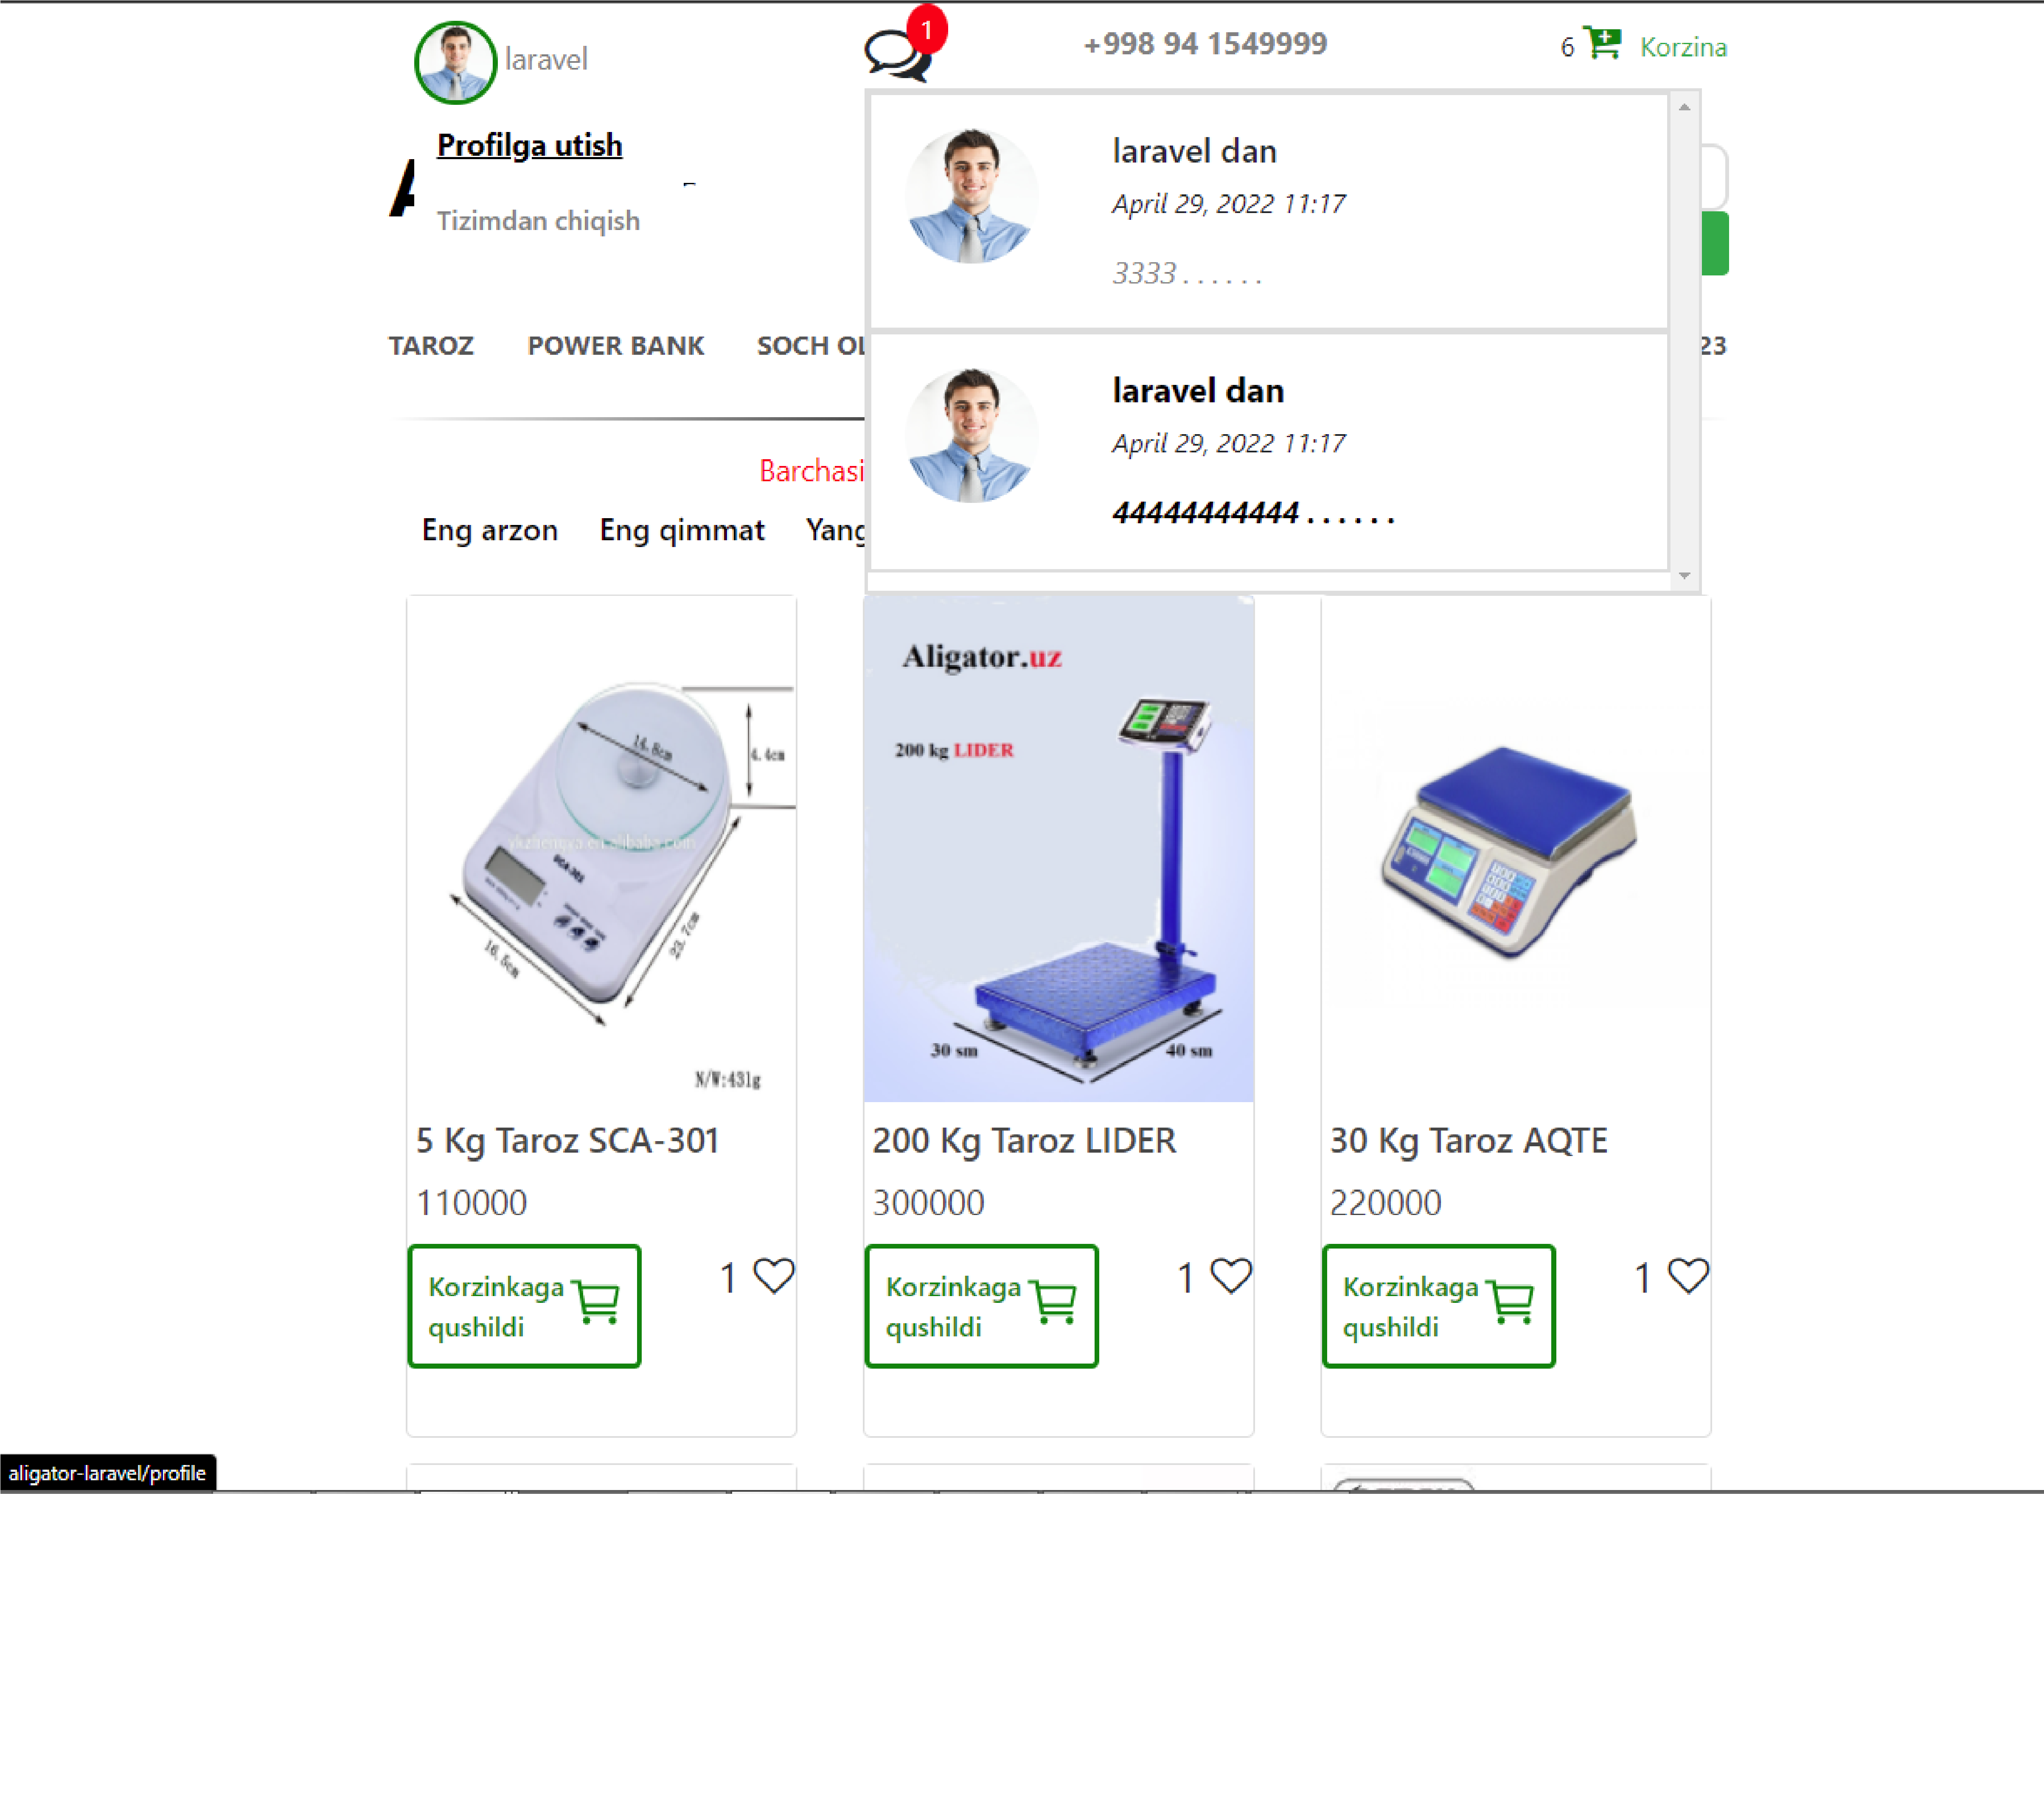 laravel
1
+998 94 1549999
6 Korzina
Profilga utish
Tizimdan chiqish
laravel dan
April 29, 2022 11:17
3333 . . . . . .
laravel dan
April 29, 2022 11:17
44444444444 . . . . . .
TAROZ POWER BANK SOCH OL 23
Barchasi
Eng arzon Eng qimmat Yang
14.8cm
4.4cm
SCA-301
16.5cm
23.7cm
N/W:431g
Aligator.uz
200 kg LIDER
30 sm
40 sm
5 Kg Taroz SCA-301
110000
Korzinkaga
qushildi
1
200 Kg Taroz LIDER
300000
Korzinkaga
qushildi
1
30 Kg Taroz AQTE
220000
Korzinkaga
qushildi
1
aligator-laravel/profile